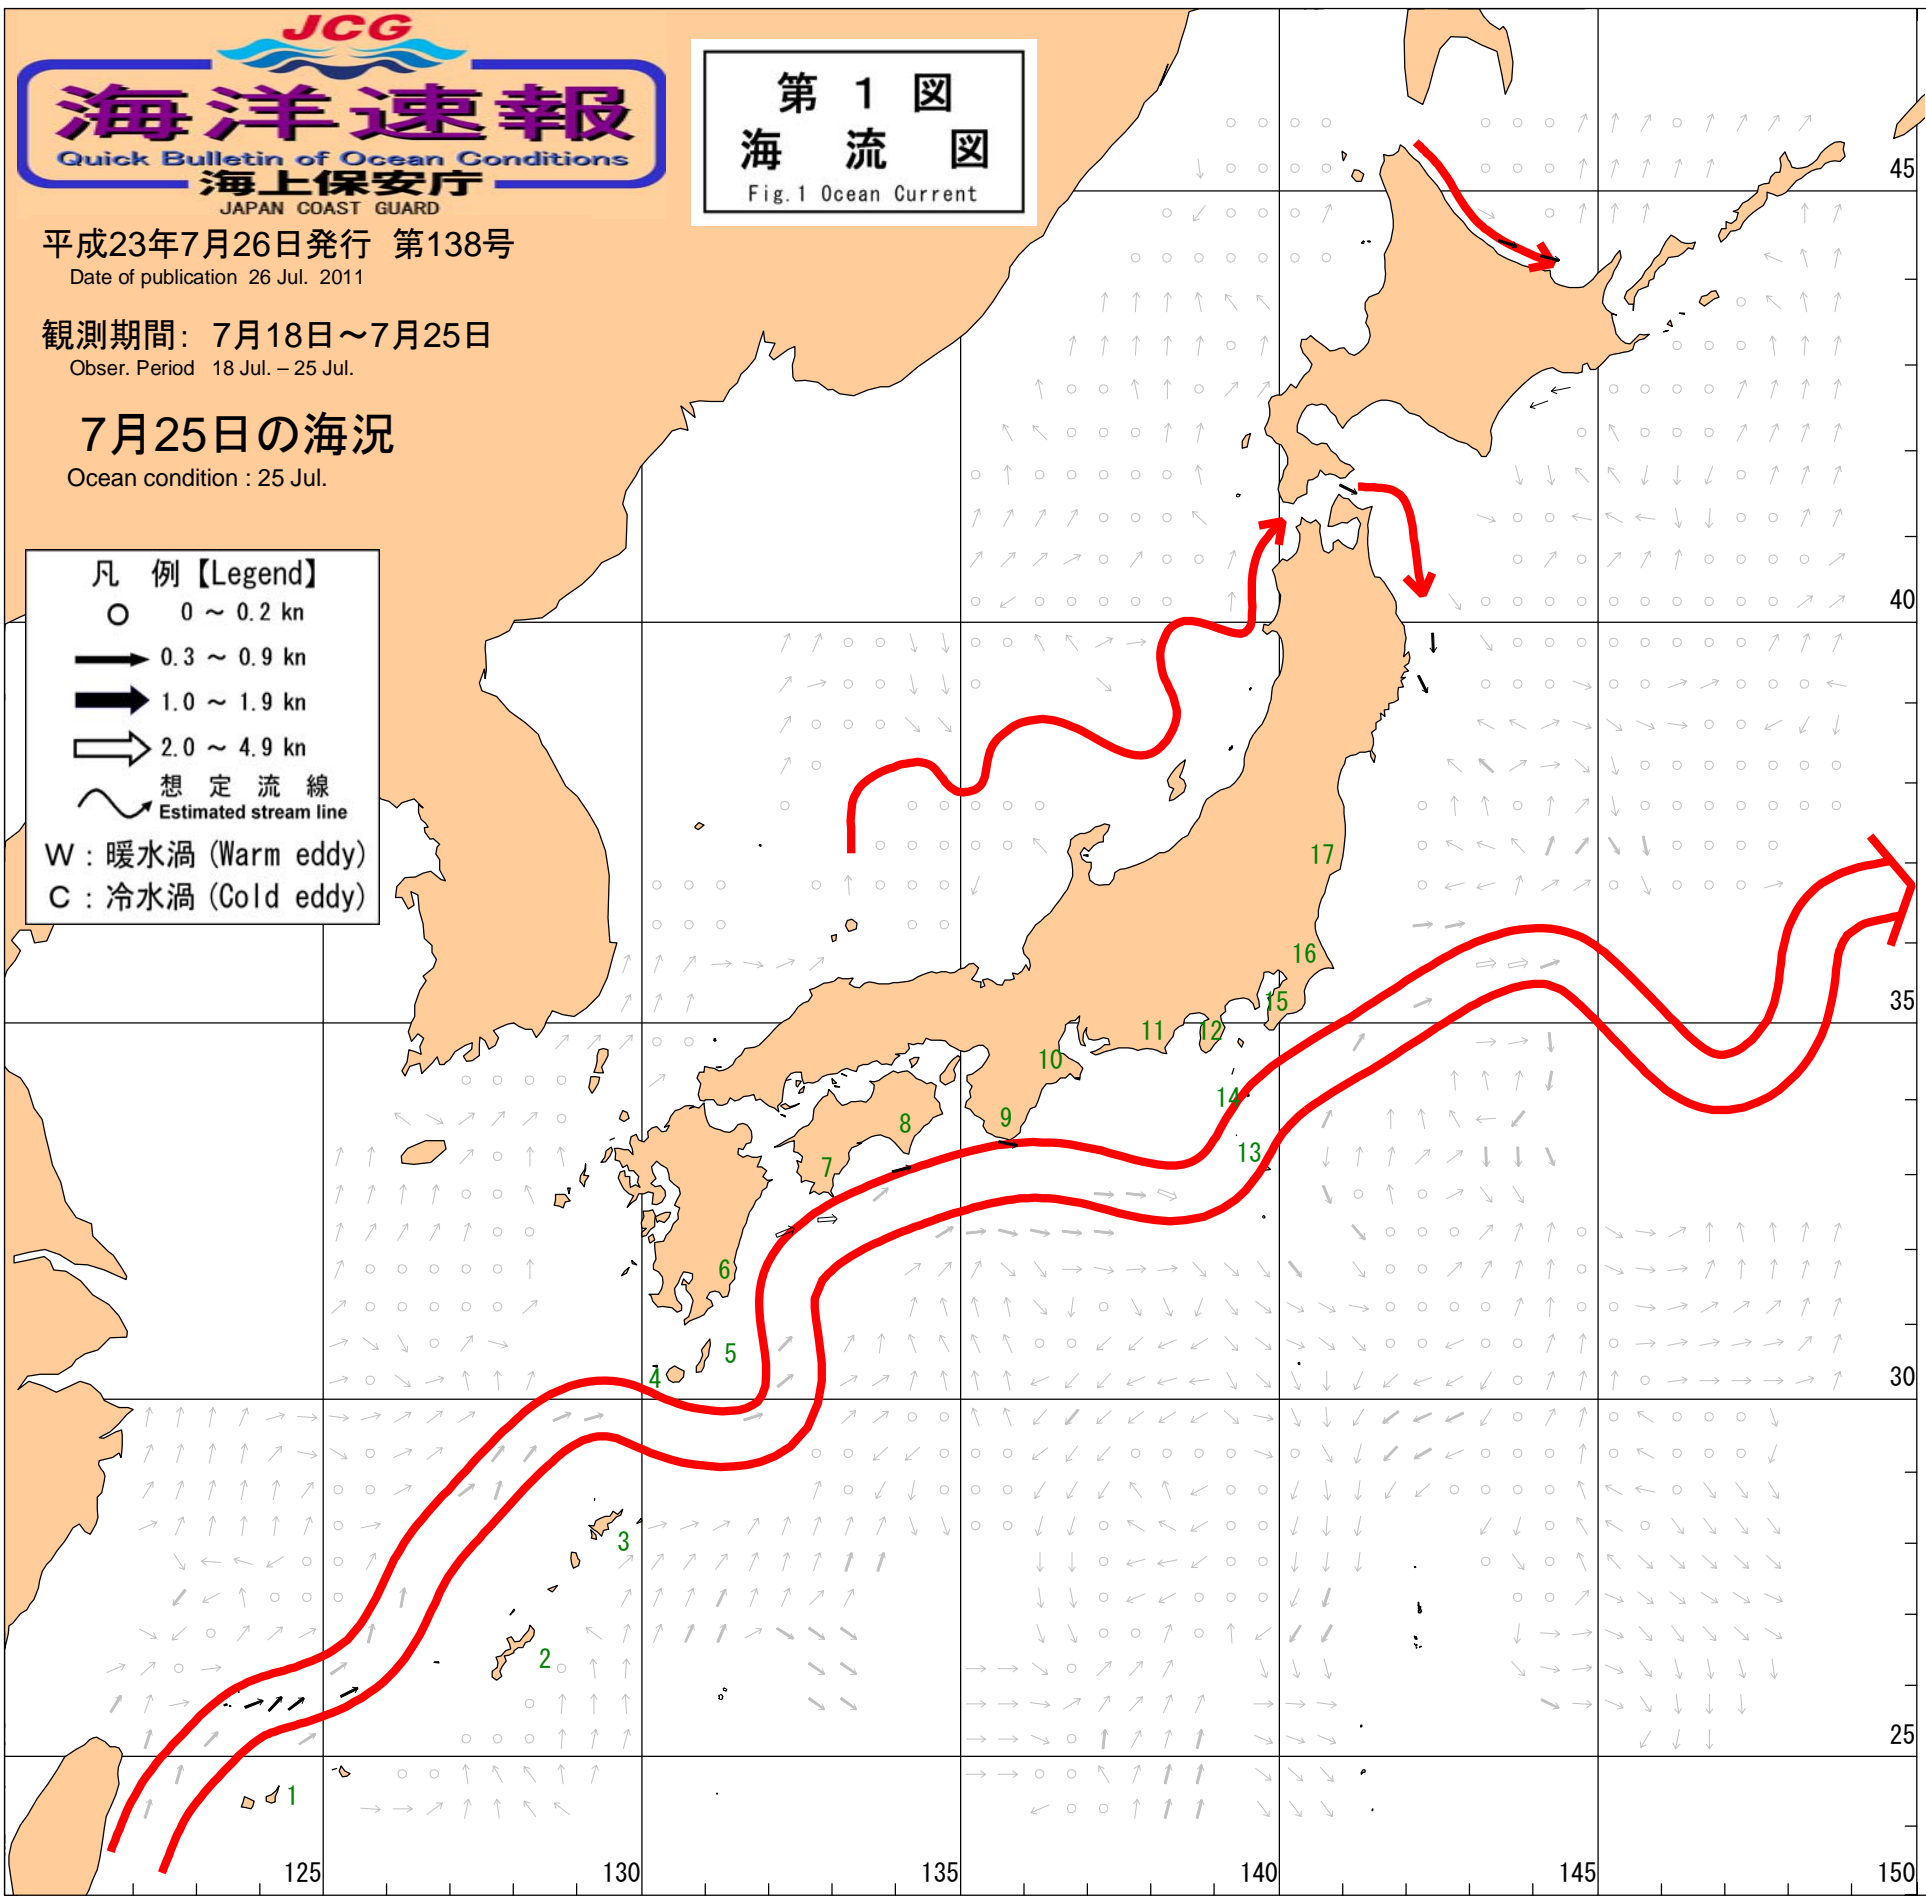 JCG
海洋速報
Quick Bulletin of Ocean Conditions
海上保安庁
JAPAN COAST GUARD
第 1 図
海 流 図
Fig.1 Ocean Current
平成23年7月26日発行 第138号
Date of publication 26 Jul. 2011
観測期間: 7月18日～7月25日
Obser. Period 18 Jul. – 25 Jul.
7月25日の海況
Ocean condition : 25 Jul.
凡 例【Legend】
0 ～ 0.2 kn
0.3 ～ 0.9 kn
1.0 ～ 1.9 kn
2.0 ～ 4.9 kn
想 定 流 線
Estimated stream line
W : 暖水渦 (Warm eddy)
C : 冷水渦 (Cold eddy)
45
40
35
30
25
17
16
15
12
11
10
14
9
8
13
7
6
5
4
3
2
1
125
130
135
140
145
150